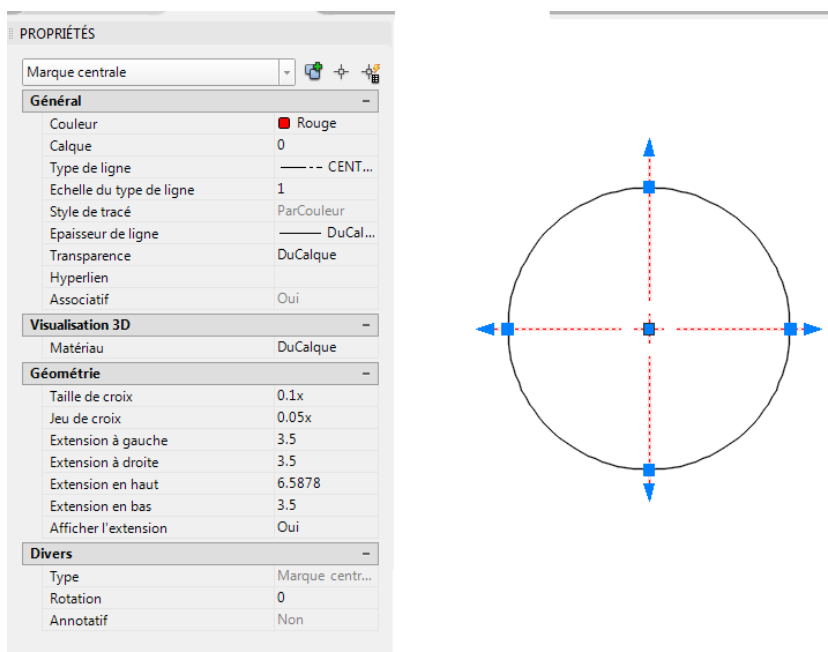 PROPRIÉTÉS
Marque centrale
Général
Couleur Rouge
Calque 0
Type de ligne CENT...
Echelle du type de ligne 1
Style de tracé ParCouleur
Epaisseur de ligne DuCal...
Transparence DuCalque
Hyperlien
Associatif Oui
Visualisation 3D
Matériau DuCalque
Géométrie
Taille de croix 0.1x
Jeu de croix 0.05x
Extension à gauche 3.5
Extension à droite 3.5
Extension en haut 6.5878
Extension en bas 3.5
Afficher l'extension Oui
Divers
Type Marque centr...
Rotation 0
Annotatif Non